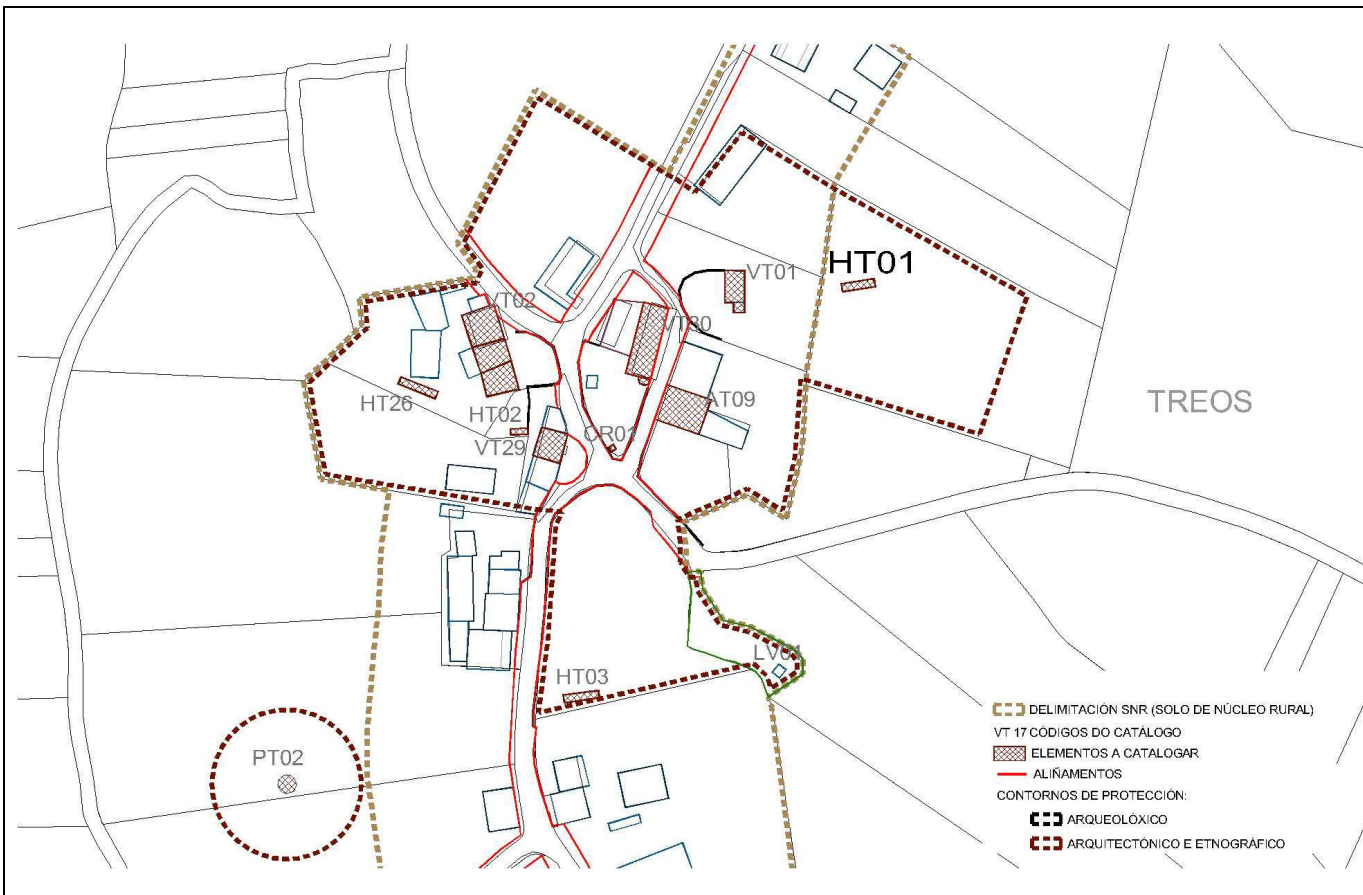 HT01
VT01
VT02
VT30
HT26
HT02
AT09
TREOS
VT29
CR01
LV01
HT03
PT02
DELIMITACIÓN SNR (SOLO DE NÚCLEO RURAL)
VT 17 CÓDIGOS DO CATÁLOGO
ELEMENTOS A CATALOGAR
ALIÑAMENTOS
CONTORNOS DE PROTECCIÓN:
ARQUEOLÓXICO
ARQUITECTÓNICO E ETNOGRÁFICO